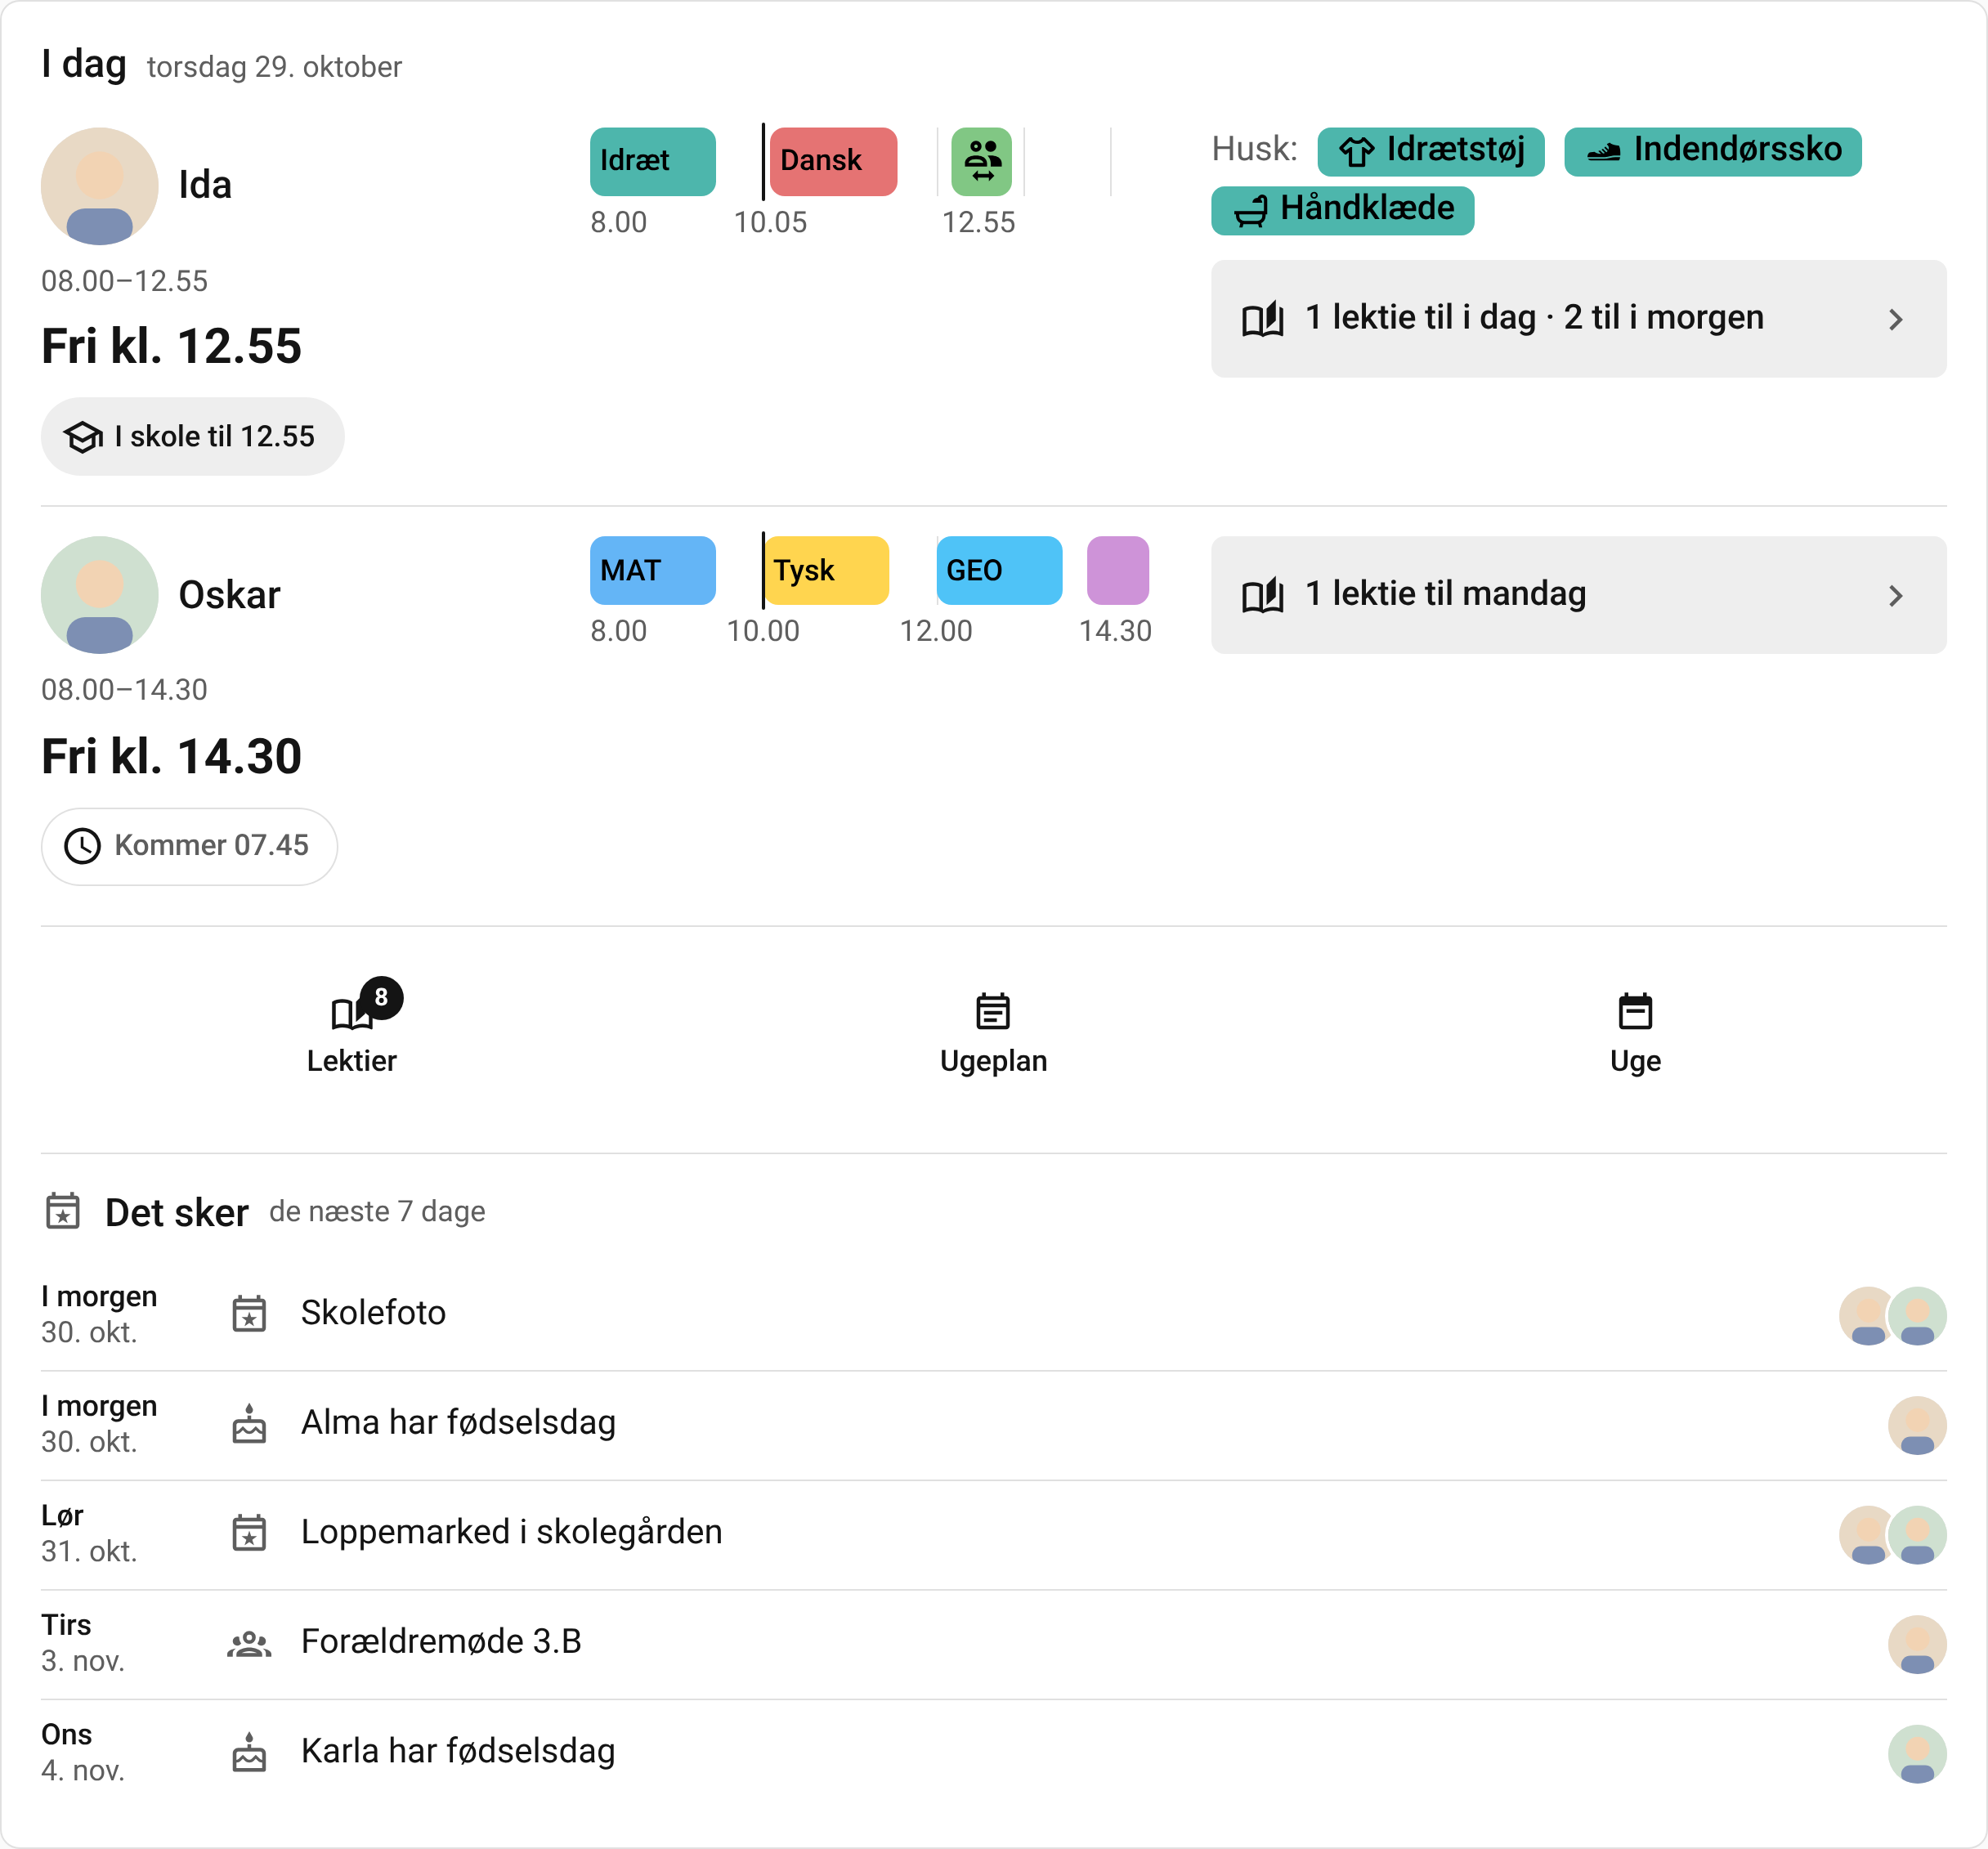 I dag torsdag 29. oktober
Ida
08.00–12.55
Fri kl. 12.55
I skole til 12.55
Idræt Dansk
8.00 10.05 12.55
Husk: Idrætstøj Indendørssko
Håndklæde
1 lektie til i dag · 2 til i morgen
Oskar
08.00–14.30
Fri kl. 14.30
Kommer 07.45
MAT Tysk GEO
8.00 10.00 12.00 14.30
1 lektie til mandag
8
Lektier Ugeplan Uge
Det sker de næste 7 dage
I morgen
30. okt.
Skolefoto
I morgen
30. okt.
Alma har fødselsdag
Lør
31. okt.
Loppemarked i skolegården
Tirs
3. nov.
Forældremøde 3.B
Ons
4. nov.
Karla har fødselsdag